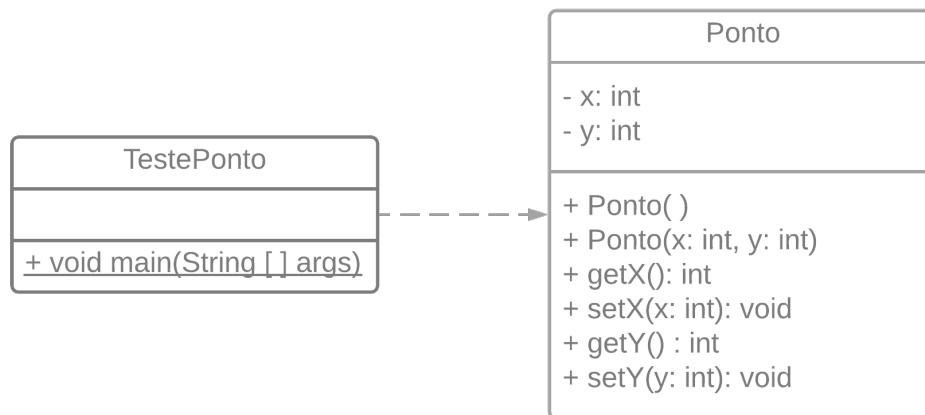 TestePonto
+ void main(String [ ] args)
Ponto
- x: int
- y: int
+ Ponto( )
+ Ponto(x: int, y: int)
+ getX(): int
+ setX(x: int): void
+ getY() : int
+ setY(y: int): void